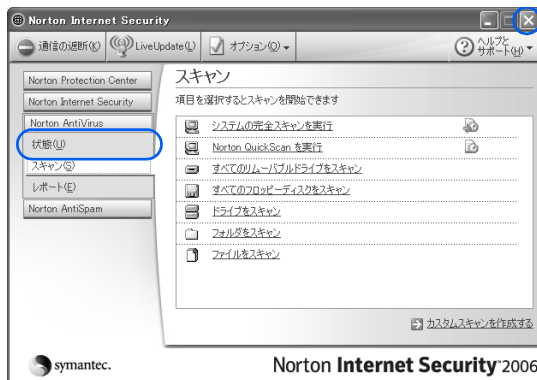 Norton Internet Security
通信の遮断(K) LiveUpdate(L) オプション(O) ヘルプとサポート(H)
Norton Protection Center
Norton Internet Security
Norton AntiVirus
状態(U)
スキャン(S)
レポート(E)
Norton AntiSpam
スキャン
項目を選択するとスキャンを開始できます
システムの完全スキャンを実行
Norton QuickScan を実行
すべてのリムーバブルドライブをスキャン
すべてのフロッピーディスクをスキャン
ドライブをスキャン
フォルダをスキャン
ファイルをスキャン
カスタムスキャンを作成する
symantec.
Norton Internet Security™ 2006